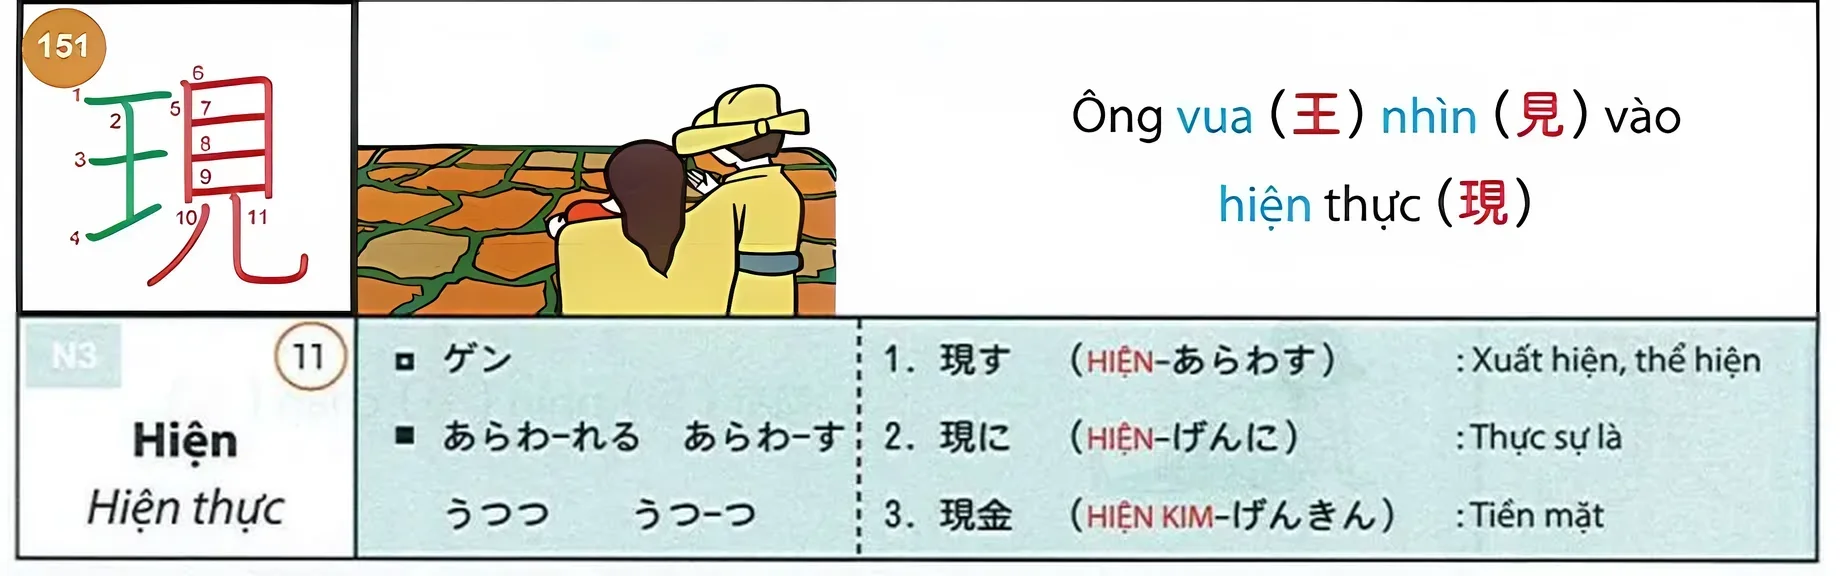 151
現
1
2
3
4
5
6
7
8
9
10
11
Ông vua (王) nhìn (見) vào
hiện thực (現)
N3
11
Hiện
Hiện thực
ゲン
あらわ-れる あらわ-す
うつつ うつ-つ
1. 現す (HIỆN-あらわす) : Xuất hiện, thể hiện
2. 現に (HIỆN-げんに) : Thực sự là
3. 現金 (HIỆN KIM-げんきん) : Tiền mặt